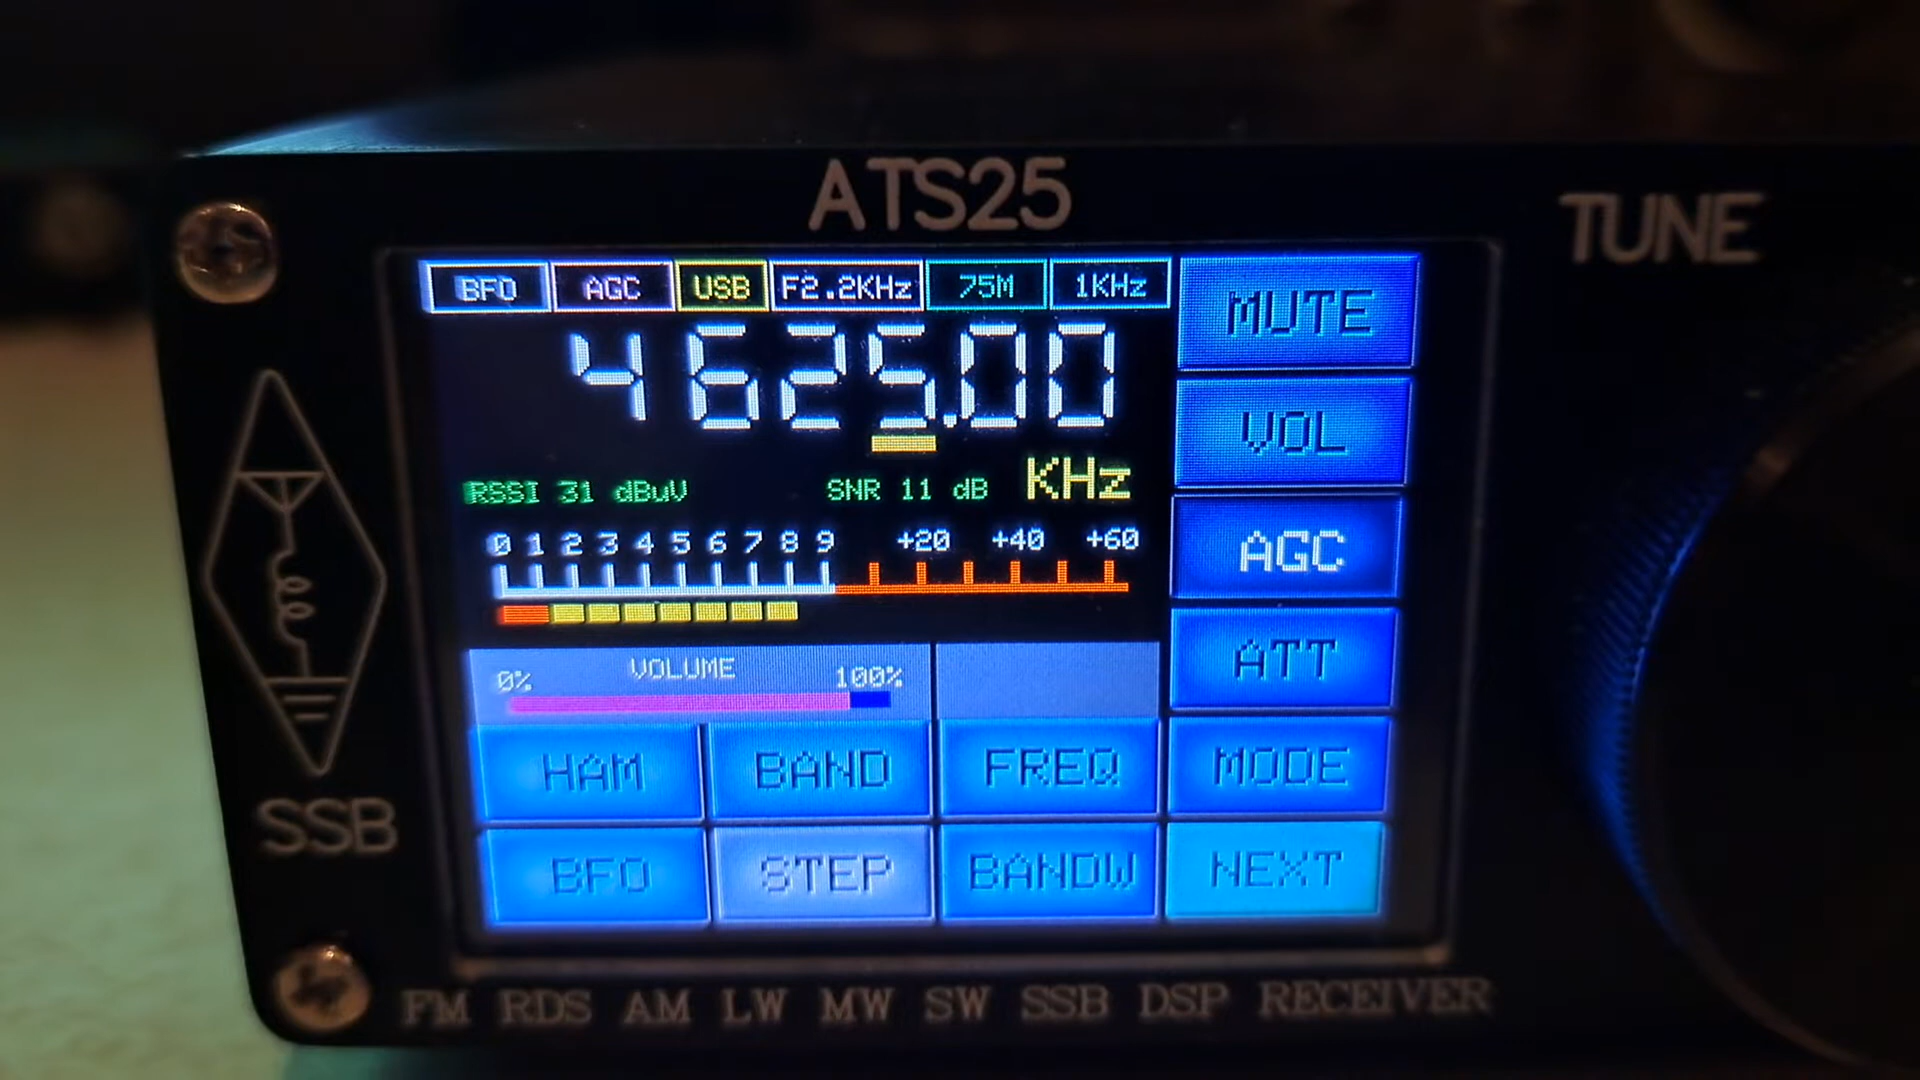 ATS25
TUNE
BFO AGC USB F2.2KHz 75M 1KHz
MUTE
4625.00
VOL
RSSI 31 dBuV SNR 11 dB KHz
0 1 2 3 4 5 6 7 8 9 +20 +40 +60
AGC
ATT
VOLUME
0% 100%
HAM BAND FREQ MODE
BFO STEP BANDW NEXT
SSB
FM RDS AM LW MW SW SSB DSP RECEIVER